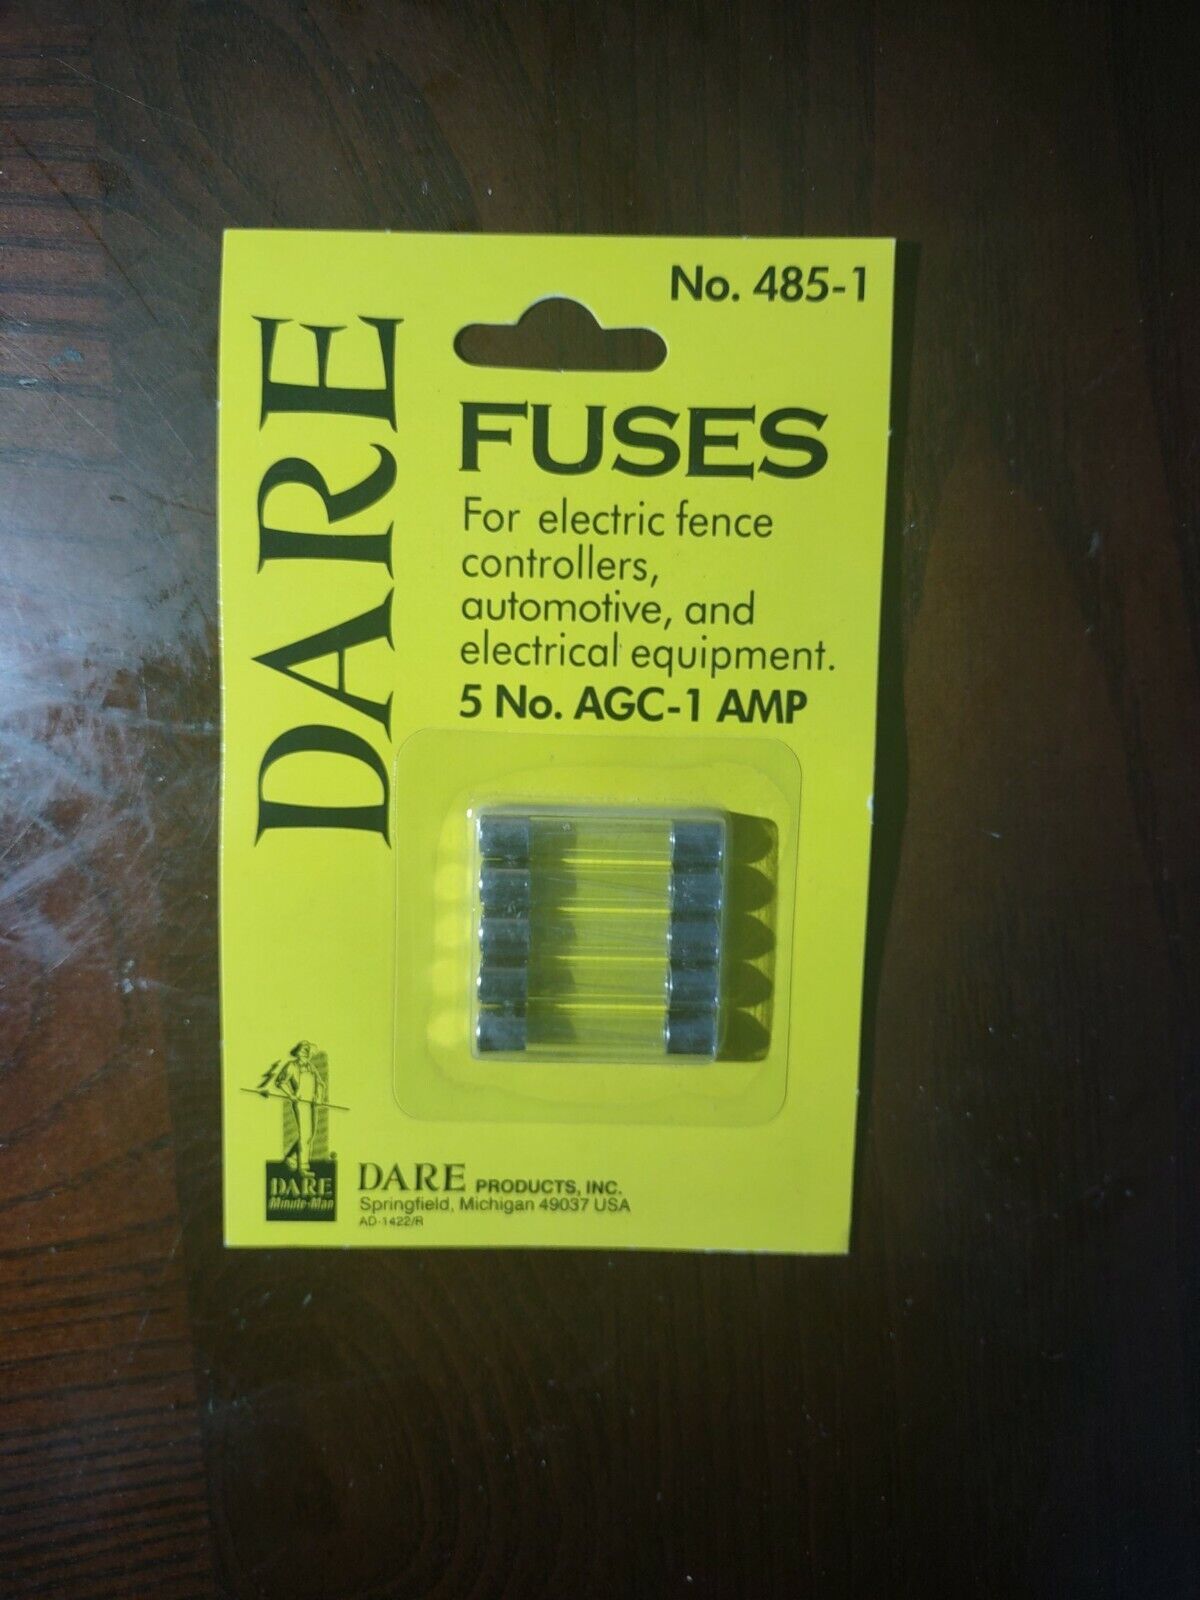 No. 485-1
DARE
FUSES
For electric fence
controllers,
automotive, and
electrical equipment.
5 No. AGC-1 AMP
DARE
Minute-Man
®
DARE PRODUCTS, INC.
Springfield, Michigan 49037 USA
AD-1422/R